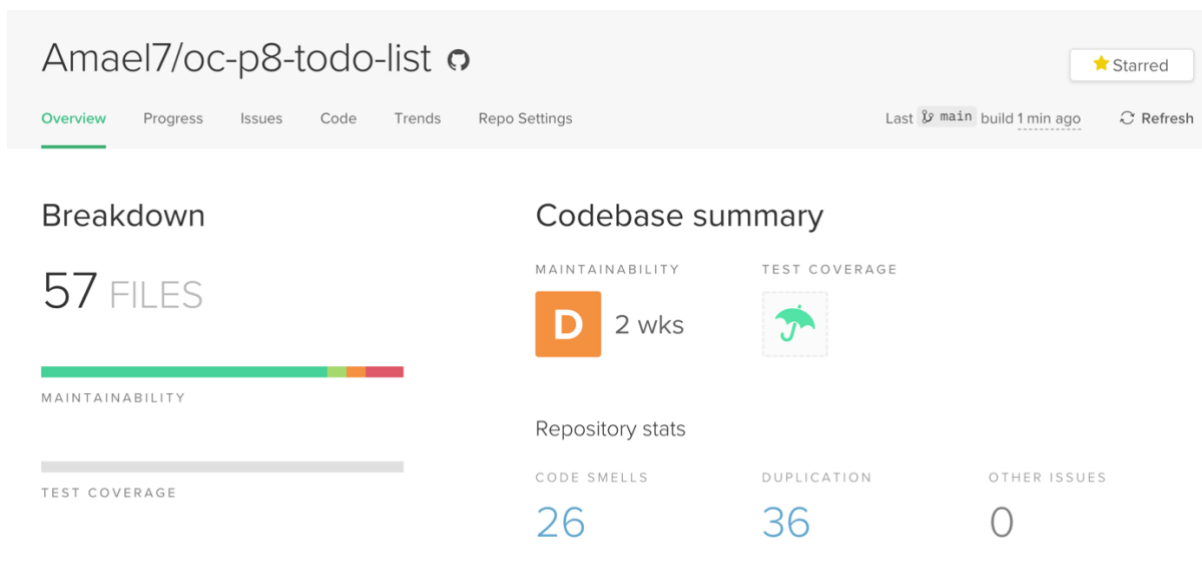 Amael7/oc-p8-todo-list
Starred
Overview Progress Issues Code Trends Repo Settings
Last main build 1 min ago Refresh
Breakdown
57 FILES
MAINTAINABILITY
TEST COVERAGE
Codebase summary
MAINTAINABILITY TEST COVERAGE
D 2 wks
Repository stats
CODE SMELLS DUPLICATION OTHER ISSUES
26 36 0